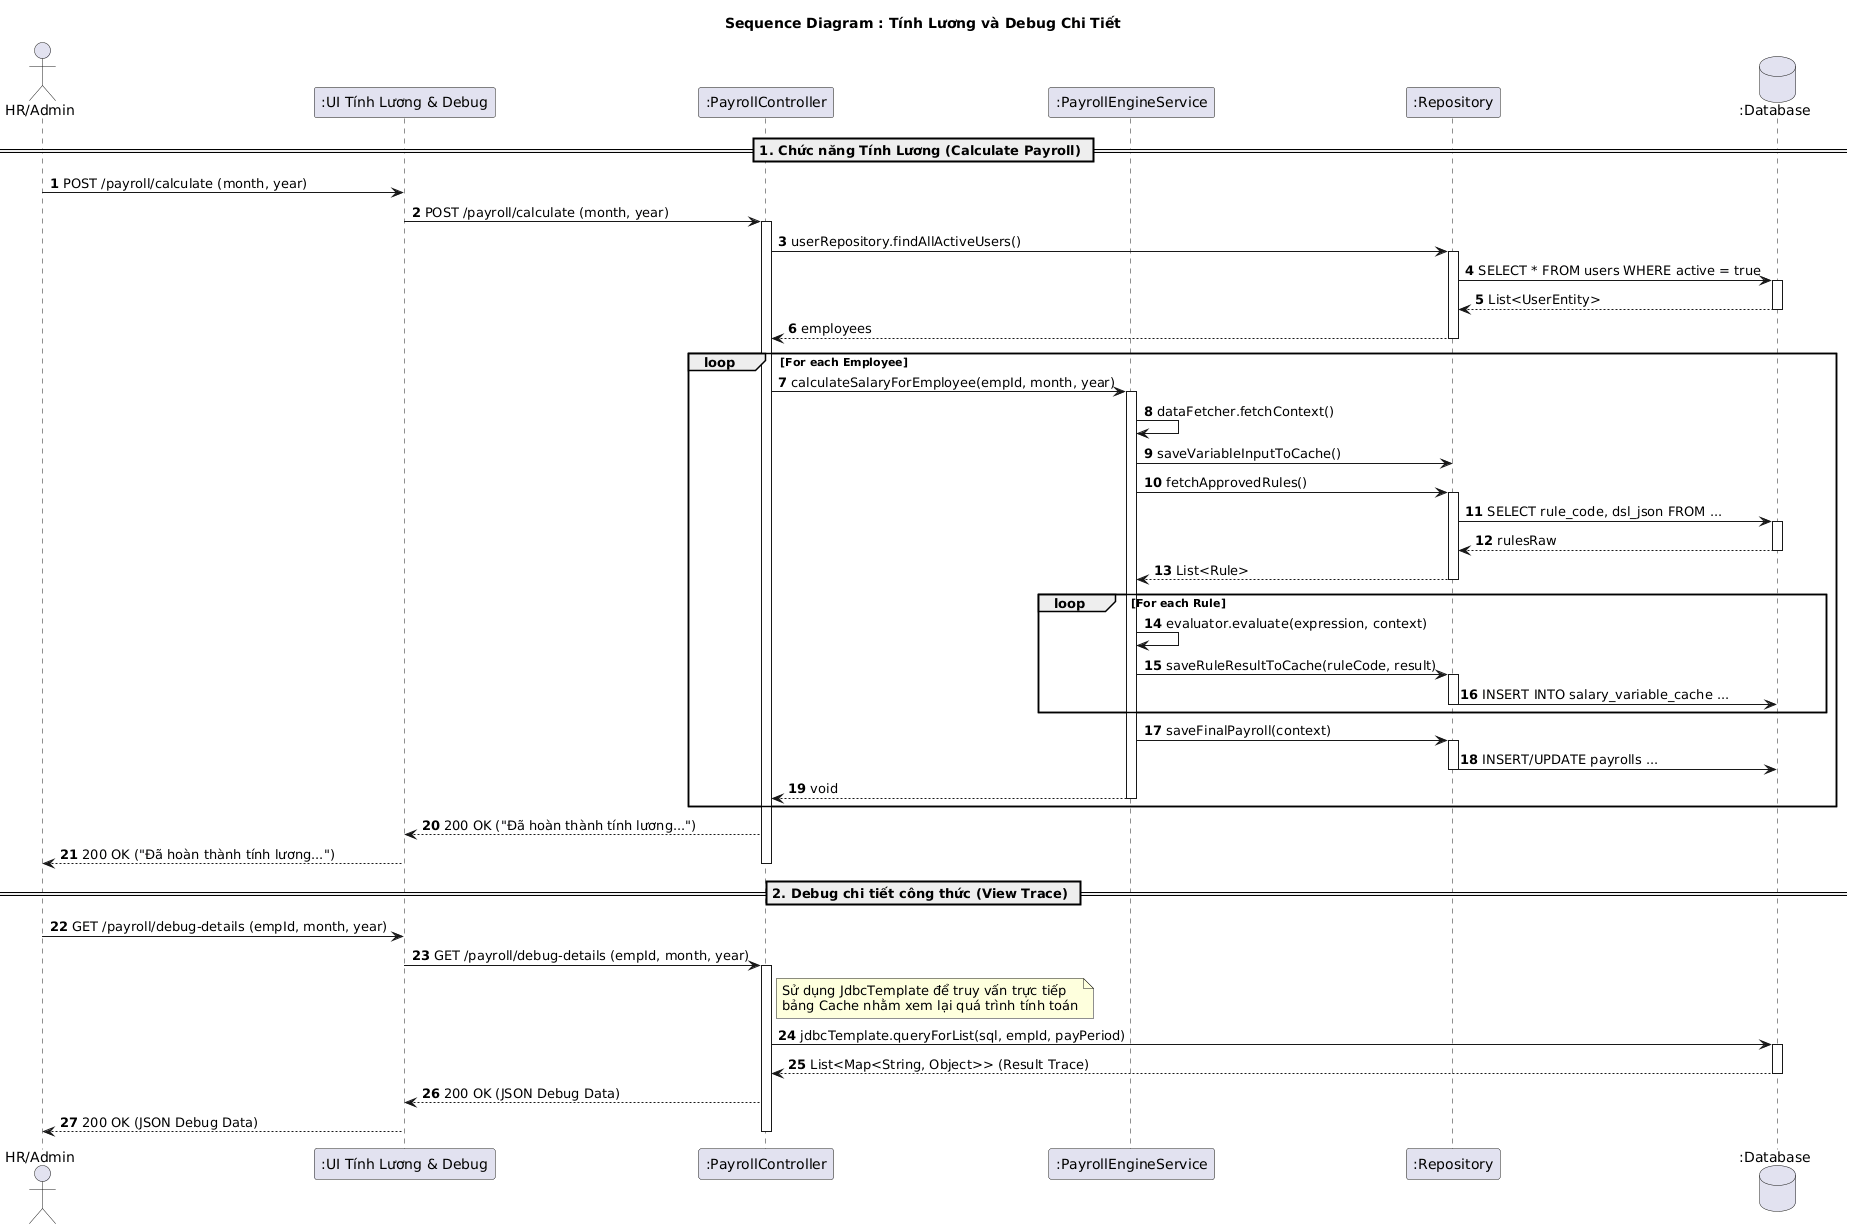 Sequence Diagram : Tính Lương và Debug Chi Tiết
HR/Admin
:UI Tính Lương & Debug
:PayrollController
:PayrollEngineService
:Repository
:Database
1. Chức năng Tính Lương (Calculate Payroll)
1 POST /payroll/calculate (month, year)
2 POST /payroll/calculate (month, year)
3 userRepository.findAllActiveUsers()
4 SELECT * FROM users WHERE active = true
5 List<UserEntity>
6 employees
loop [For each Employee]
7 calculateSalaryForEmployee(empId, month, year)
8 dataFetcher.fetchContext()
9 saveVariableInputToCache()
10 fetchApprovedRules()
11 SELECT rule_code, dsl_json FROM ...
12 rulesRaw
13 List<Rule>
loop [For each Rule]
14 evaluator.evaluate(expression, context)
15 saveRuleResultToCache(ruleCode, result)
16 INSERT INTO salary_variable_cache ...
17 saveFinalPayroll(context)
18 INSERT/UPDATE payrolls ...
19 void
20 200 OK ("Đã hoàn thành tính lương...")
21 200 OK ("Đã hoàn thành tính lương...")
2. Debug chi tiết công thức (View Trace)
22 GET /payroll/debug-details (empId, month, year)
23 GET /payroll/debug-details (empId, month, year)
Sử dụng JdbcTemplate để truy vấn trực tiếp
bảng Cache nhằm xem lại quá trình tính toán
24 jdbcTemplate.queryForList(sql, empId, payPeriod)
25 List<Map<String, Object>> (Result Trace)
26 200 OK (JSON Debug Data)
27 200 OK (JSON Debug Data)
HR/Admin
:UI Tính Lương & Debug
:PayrollController
:PayrollEngineService
:Repository
:Database